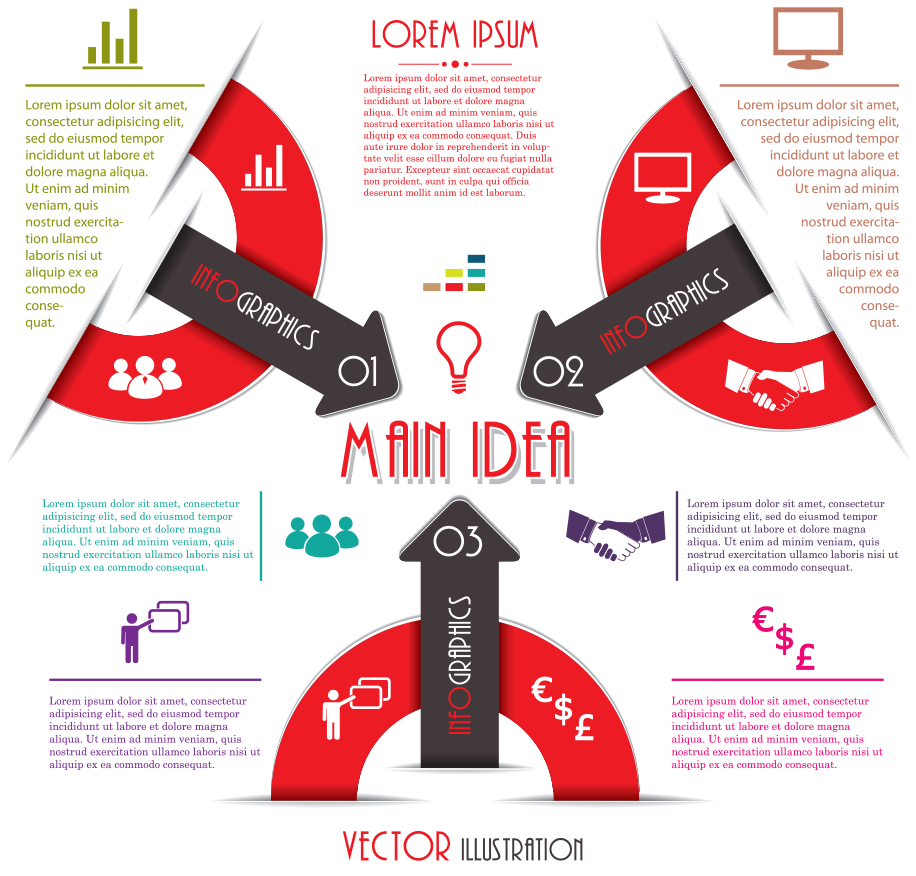 LOREM IPSUM
Lorem ipsum dolor sit amet, consectetur
adipisicing elit, sed do eiusmod tempor
incididunt ut labore et dolore magna
aliqua. Ut enim ad minim veniam, quis
nostrud exercitation ullamco laboris nisi ut
aliquip ex ea commodo consequat. Duis
aute irure dolor in reprehenderit in volup-
tate velit esse cillum dolore eu fugiat nulla
pariatur. Excepteur sint occaecat cupidatat
non proident, sunt in culpa qui officia
deserunt mollit anim id est laborum.
Lorem ipsum dolor sit amet,
consectetur adipisicing elit,
sed do eiusmod tempor
incididunt ut labore et
dolore magna aliqua.
Ut enim ad minim
veniam, quis
nostrud exercita-
tion ullamco
laboris nisi ut
aliquip ex ea
commodo
conse-
quat.
Lorem ipsum dolor sit amet,
consectetur adipisicing elit,
sed do eiusmod tempor
incididunt ut labore et
dolore magna aliqua.
Ut enim ad minim
veniam, quis
nostrud exercita-
tion ullamco
laboris nisi ut
aliquip ex ea
commodo
conse-
quat.
INFOGRAPHICS
01
INFOGRAPHICS
02
MAIN IDEA
03
INFOGRAPHICS
Lorem ipsum dolor sit amet, consectetur
adipisicing elit, sed do eiusmod tempor
incididunt ut labore et dolore magna
aliqua. Ut enim ad minim veniam, quis
nostrud exercitation ullamco laboris nisi ut
aliquip ex ea commodo consequat.
Lorem ipsum dolor sit amet, consectetur
adipisicing elit, sed do eiusmod tempor
incididunt ut labore et dolore magna
aliqua. Ut enim ad minim veniam, quis
nostrud exercitation ullamco laboris nisi ut
aliquip ex ea commodo consequat.
€
$
£
€
$
£
Lorem ipsum dolor sit amet, consectetur
adipisicing elit, sed do eiusmod tempor
incididunt ut labore et dolore magna
aliqua. Ut enim ad minim veniam, quis
nostrud exercitation ullamco laboris nisi ut
aliquip ex ea commodo consequat.
Lorem ipsum dolor sit amet, consectetur
adipisicing elit, sed do eiusmod tempor
incididunt ut labore et dolore magna
aliqua. Ut enim ad minim veniam, quis
nostrud exercitation ullamco laboris nisi ut
aliquip ex ea commodo consequat.
VECTOR ILLUSTRATION